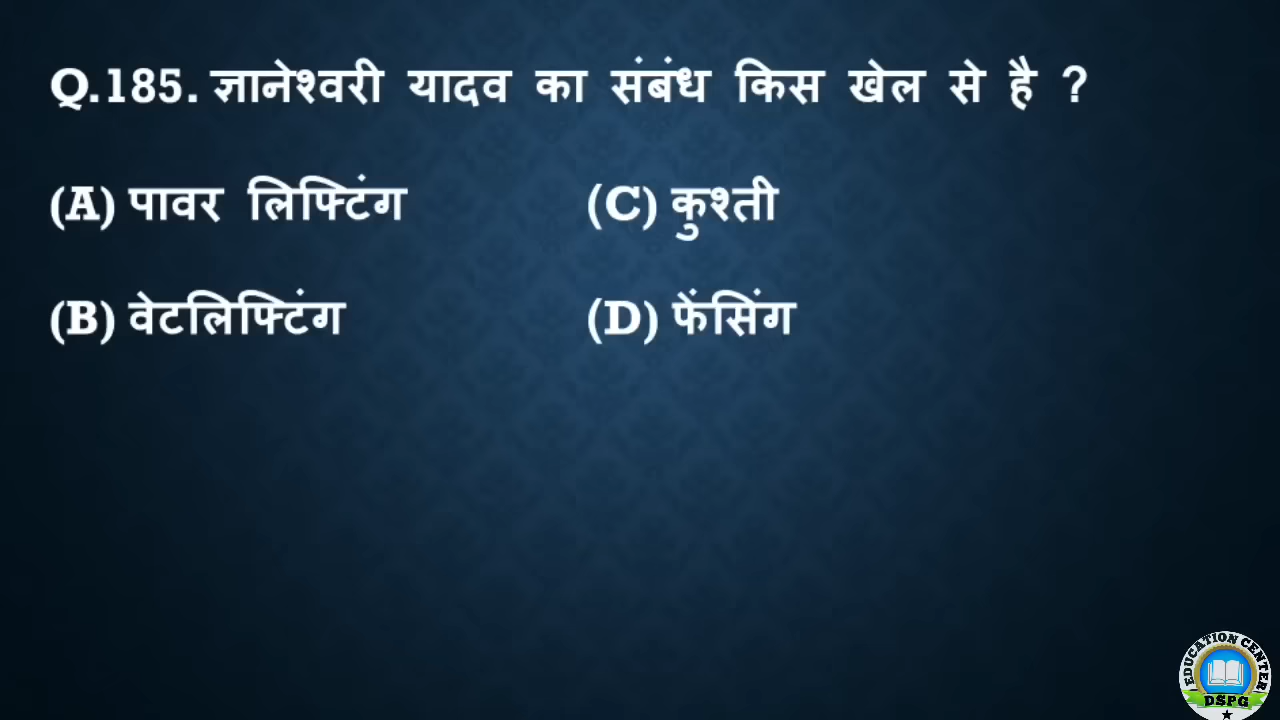 Q.185. ज्ञानेश्वरी यादव का संबंध किस खेल से है ?
(A) पावर लिफ्टिंग (C) कुश्ती
(B) वेटलिफ्टिंग (D) फेंसिंग
EDUCATION CENTER
DSPG